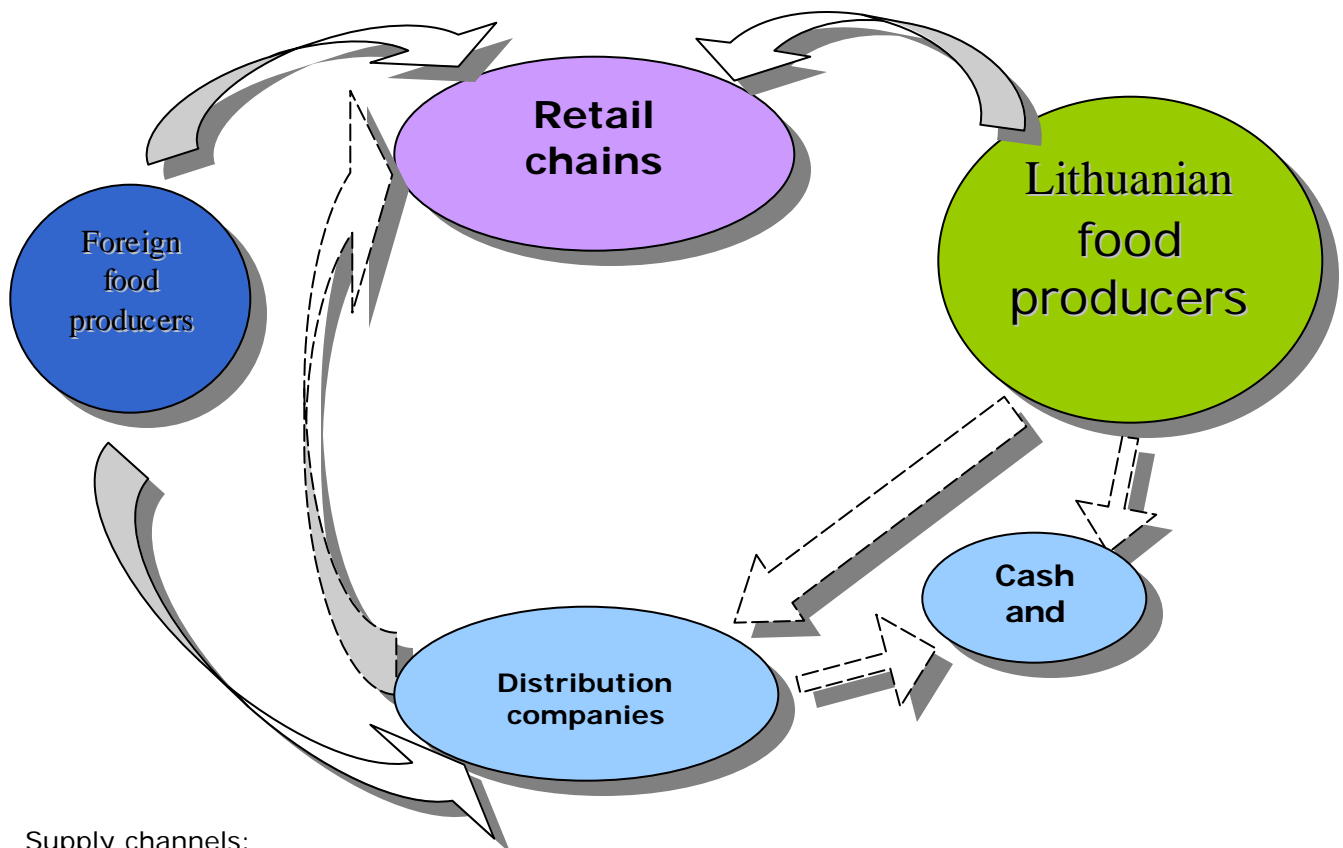 Retail
chains
Lithuanian
food
producers
Foreign
food
producers
Cash
and
Distribution
companies
Supply channels: